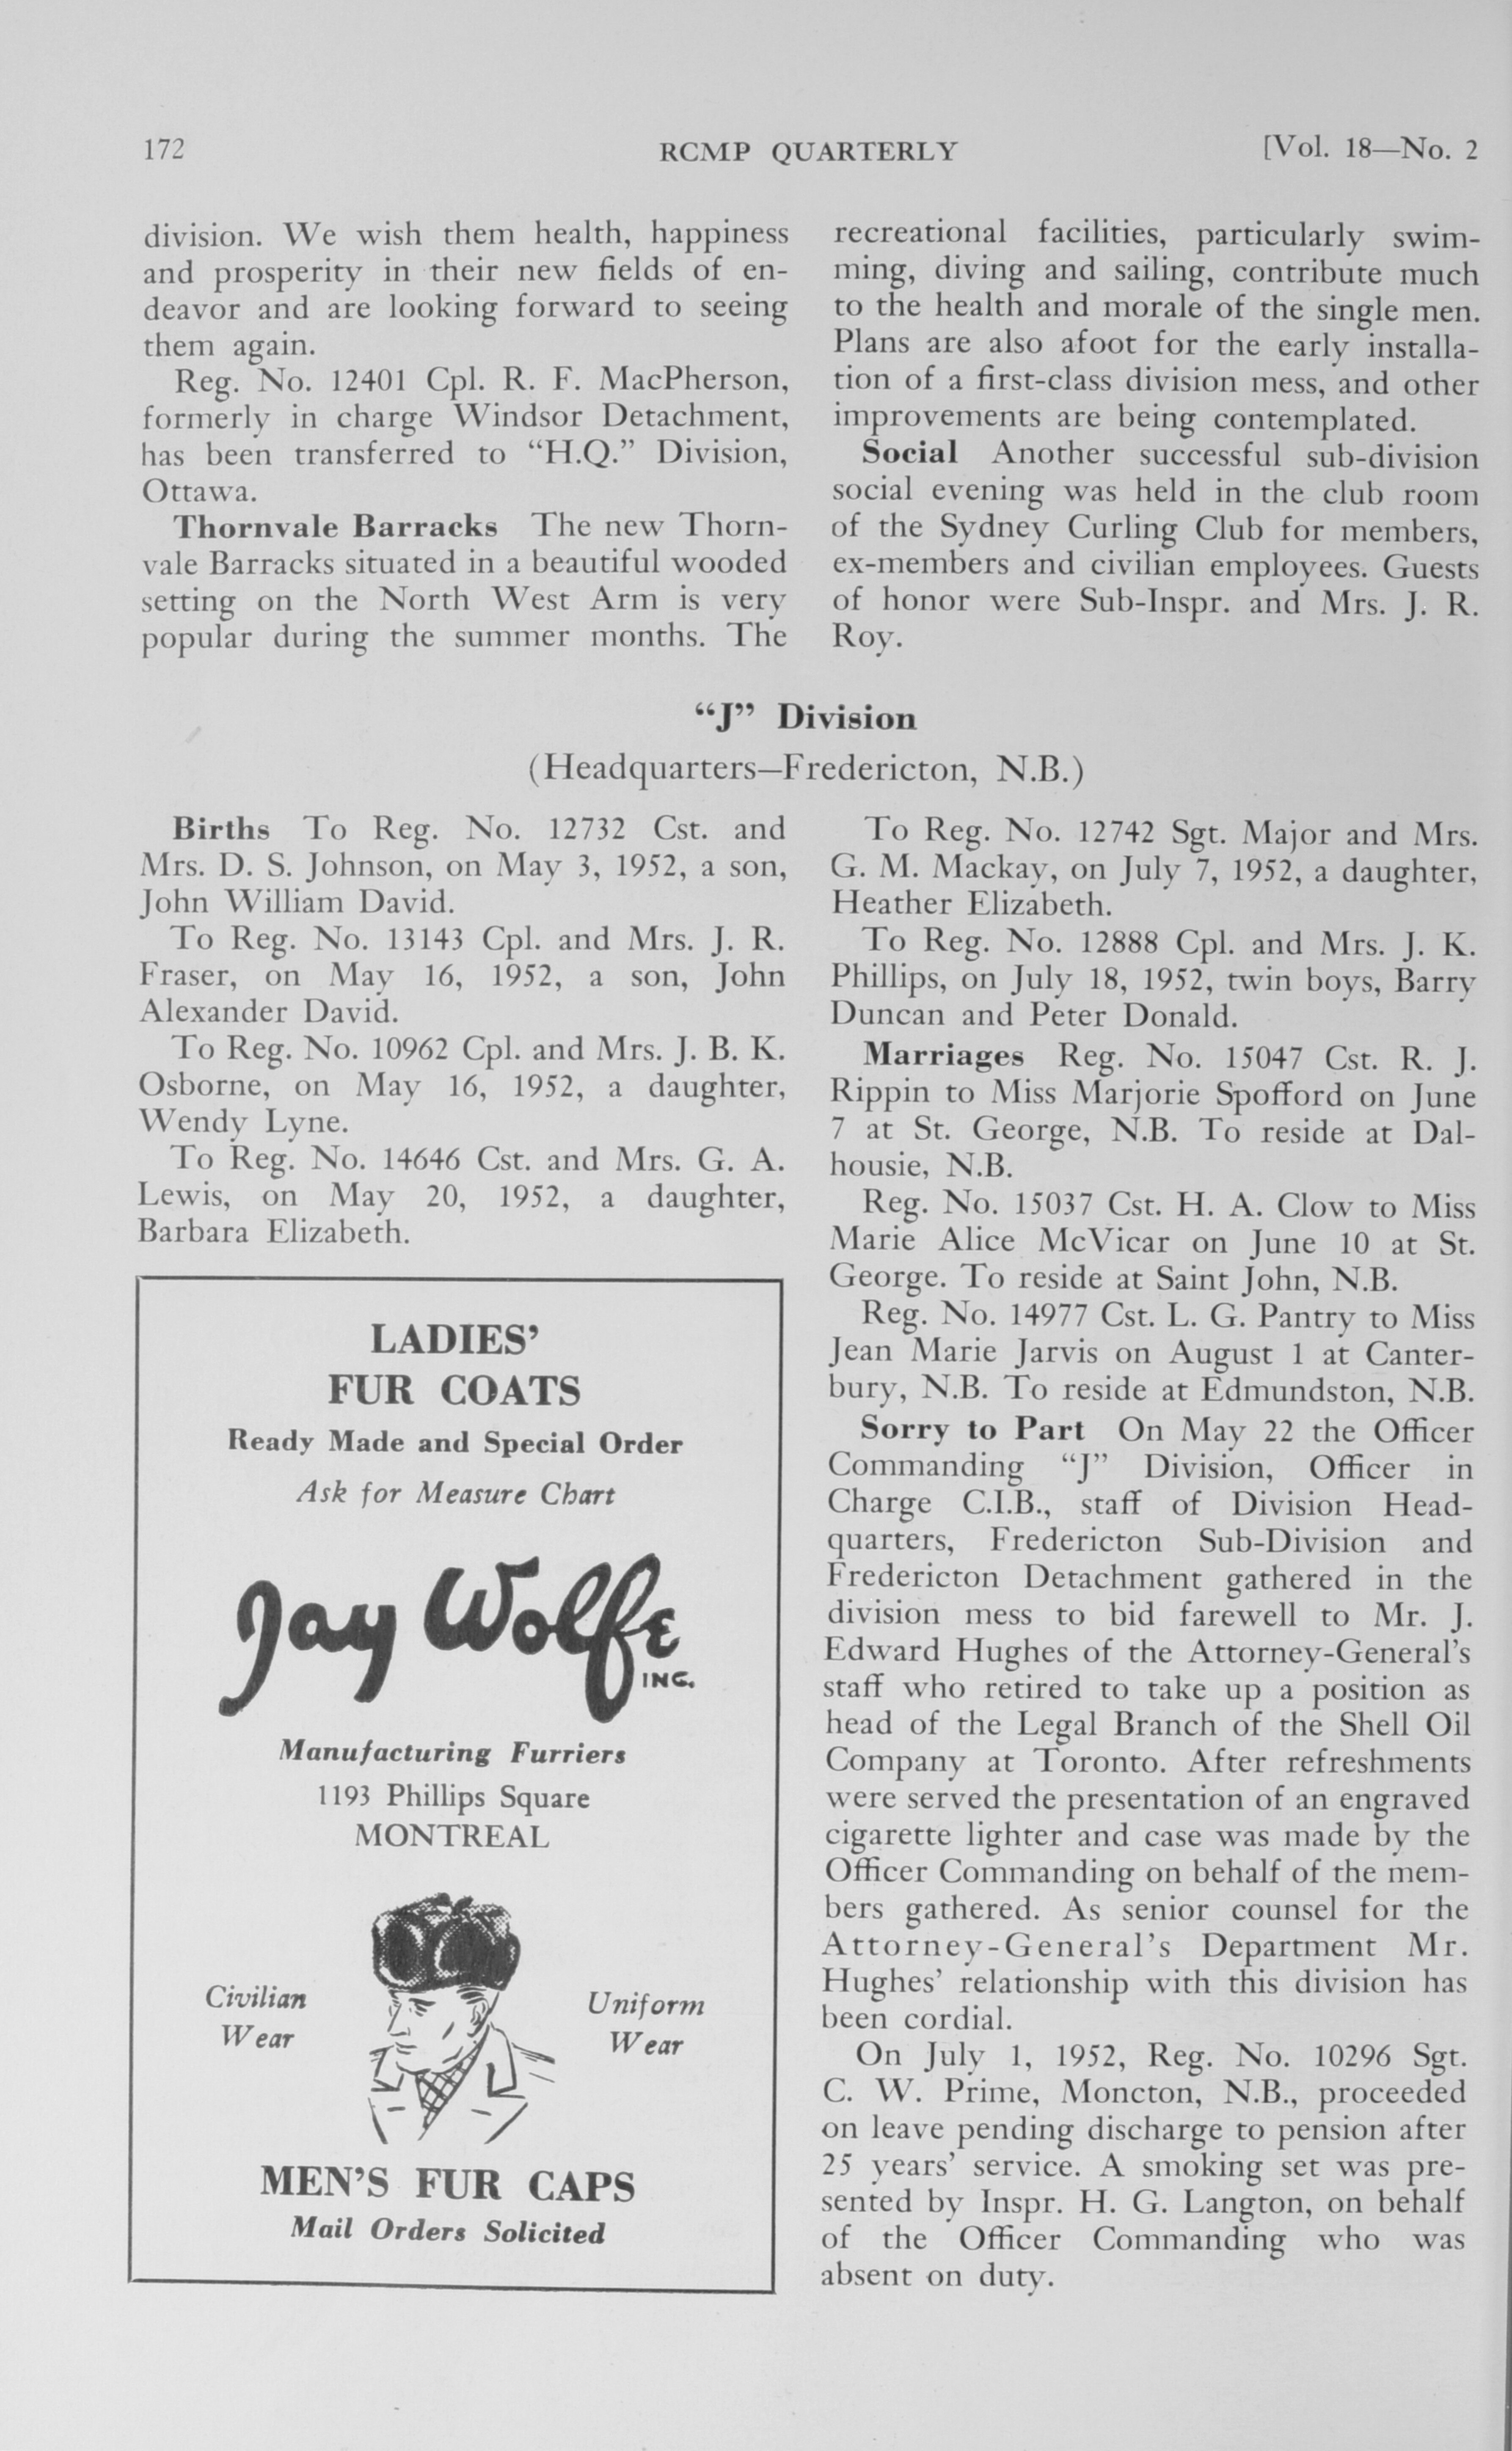 172
RCMP QUARTERLY
[Vol. 18—No. 2
division. We wish them health, happiness
and prosperity in their new fields of en-
deavor and are looking forward to seeing
them again.
Reg. No. 12401 Cpl. R. F. MacPherson,
formerly in charge Windsor Detachment,
has been transferred to “H.Q.” Division,
Ottawa.
Thornvale Barracks The new Thorn-
vale Barracks situated in a beautiful wooded
setting on the North West Arm is very
popular during the summer months. The
recreational facilities, particularly swim-
ming, diving and sailing, contribute much
to the health and morale of the single men.
Plans are also afoot for the early installa-
tion of a first-class division mess, and other
improvements are being contemplated.
Social Another successful sub-division
social evening was held in the club room
of the Sydney Curling Club for members,
ex-members and civilian employees. Guests
of honor were Sub-Inspr. and Mrs. J. R.
Roy.
“J” Division
(Headquarters—Fredericton, N.B.)
Births To Reg. No. 12732 Cst. and
Mrs. D. S. Johnson, on May 3, 1952, a son,
John William David.
To Reg. No. 13143 Cpl. and Mrs. J. R.
Fraser, on May 16, 1952, a son, John
Alexander David.
To Reg. No. 10962 Cpl. and Mrs. J. B. K.
Osborne, on May 16, 1952, a daughter,
Wendy Lyne.
To Reg. No. 14646 Cst. and Mrs. G. A.
Lewis, on May 20, 1952, a daughter,
Barbara Elizabeth.
LADIES’
FUR COATS
Ready Made and Special Order
Ask for Measure Chart
Jay Wolfe
INC.
Manufacturing Furriers
1193 Phillips Square
MONTREAL
Civilian
Wear
Uniform
Wear
MEN’S FUR CAPS
Mail Orders Solicited
To Reg. No. 12742 Sgt. Major and Mrs.
G. M. Mackay, on July 7, 1952, a daughter,
Heather Elizabeth.
To Reg. No. 12888 Cpl. and Mrs. J. K.
Phillips, on July 18, 1952, twin boys, Barry
Duncan and Peter Donald.
Marriages Reg. No. 15047 Cst. R. J.
Rippin to Miss Marjorie Spofford on June
7 at St. George, N.B. To reside at Dal-
housie, N.B.
Reg. No. 15037 Cst. H. A. Clow to Miss
Marie Alice McVicar on June 10 at St.
George. To reside at Saint John, N.B.
Reg. No. 14977 Cst. L. G. Pantry to Miss
Jean Marie Jarvis on August 1 at Canter-
bury, N.B. To reside at Edmundston, N.B.
Sorry to Part On May 22 the Officer
Commanding “J” Division, Officer in
Charge C.I.B., staff of Division Head-
quarters, Fredericton Sub-Division and
Fredericton Detachment gathered in the
division mess to bid farewell to Mr. J.
Edward Hughes of the Attorney-General’s
staff who retired to take up a position as
head of the Legal Branch of the Shell Oil
Company at Toronto. After refreshments
were served the presentation of an engraved
cigarette lighter and case was made by the
Officer Commanding on behalf of the mem-
bers gathered. As senior counsel for the
Attorney-General’s Department Mr.
Hughes’ relationship with this division has
been cordial.
On July 1, 1952, Reg. No. 10296 Sgt.
C. W. Prime, Moncton, N.B., proceeded
on leave pending discharge to pension after
25 years’ service. A smoking set was pre-
sented by Inspr. H. G. Langton, on behalf
of the Officer Commanding who was
absent on duty.